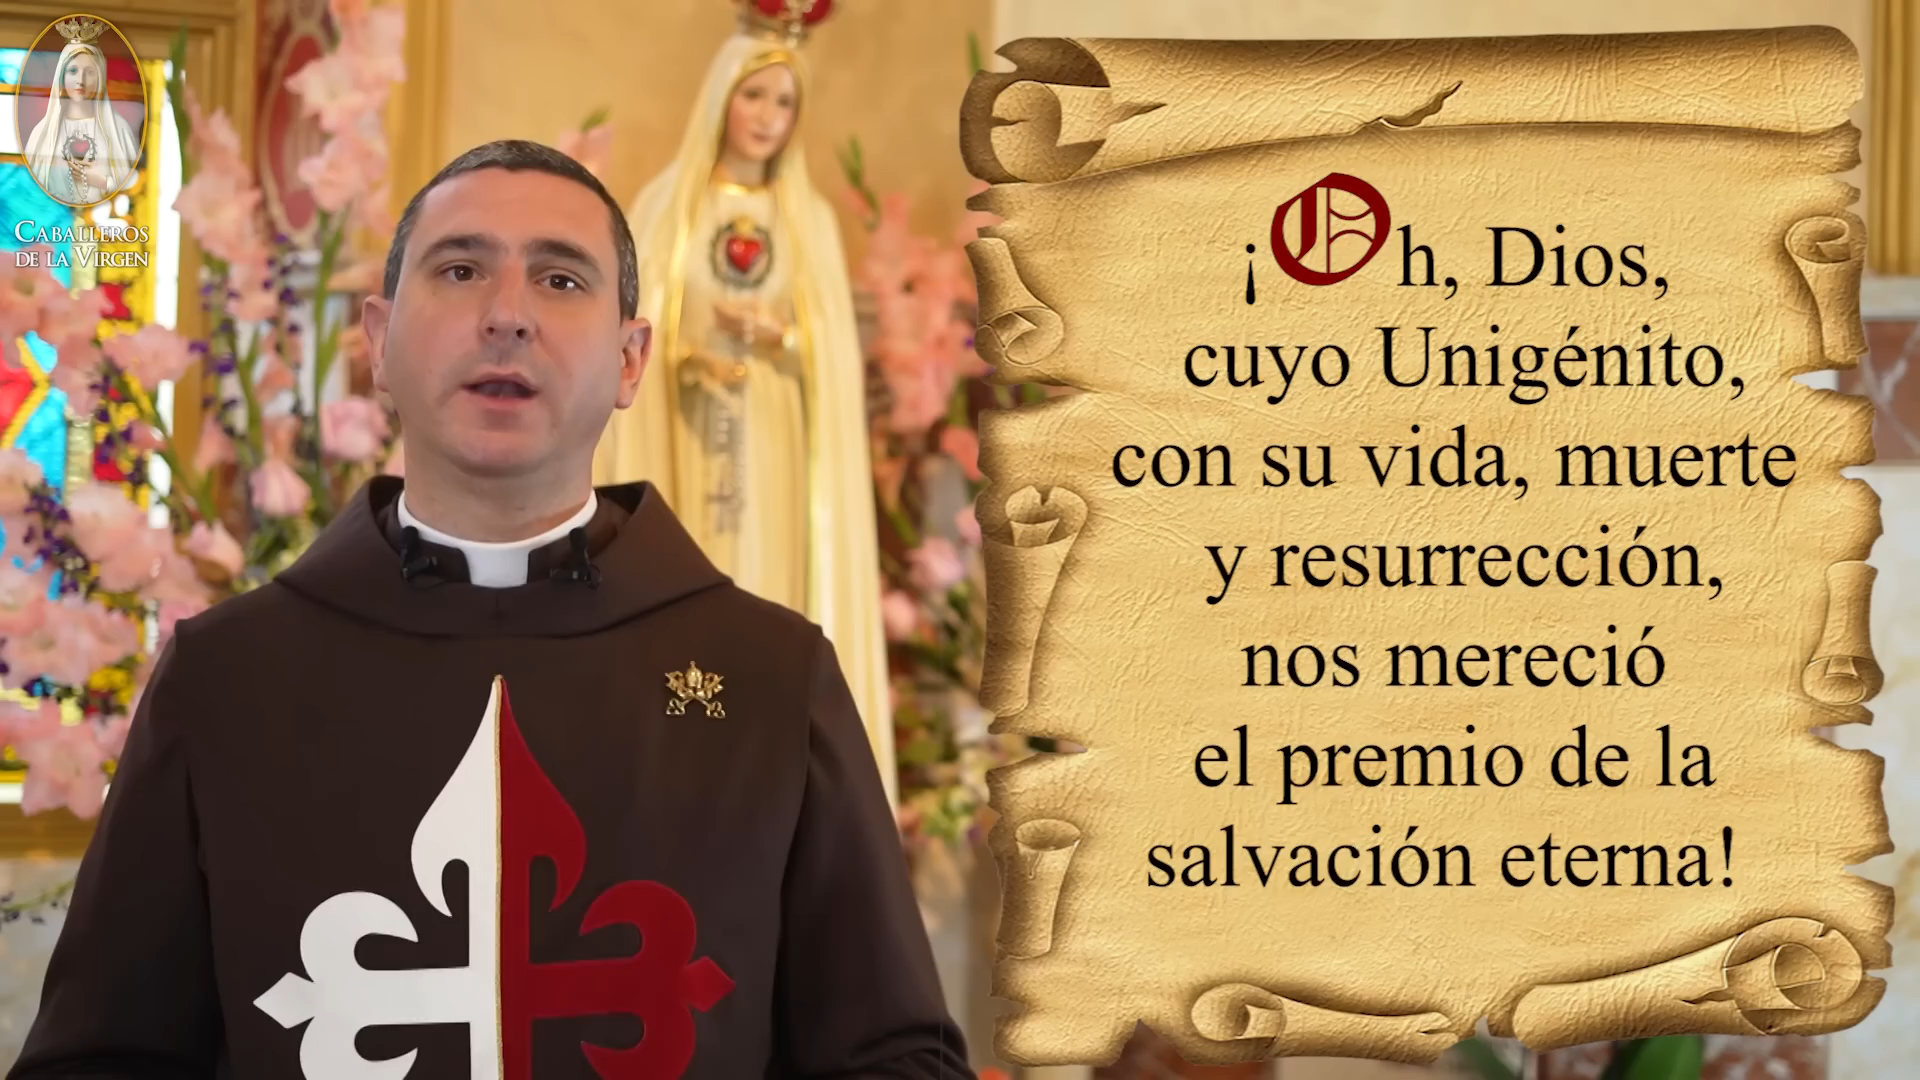 CABALLEROS
DE LA VIRGEN
¡Oh, Dios,
cuyo Unigénito,
con su vida, muerte
y resurrección,
nos mereció
el premio de la
salvación eterna!